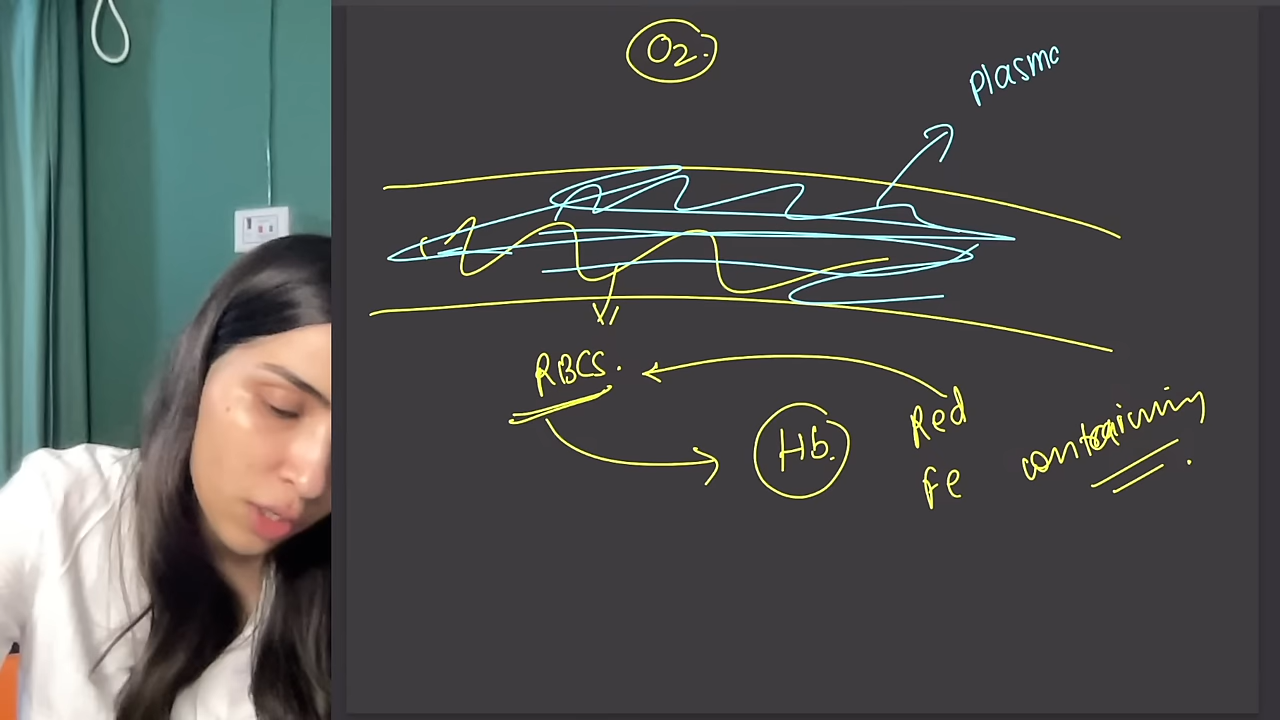 O2.
Plasma
RBCs.
Hb.
Red
Fe containing.